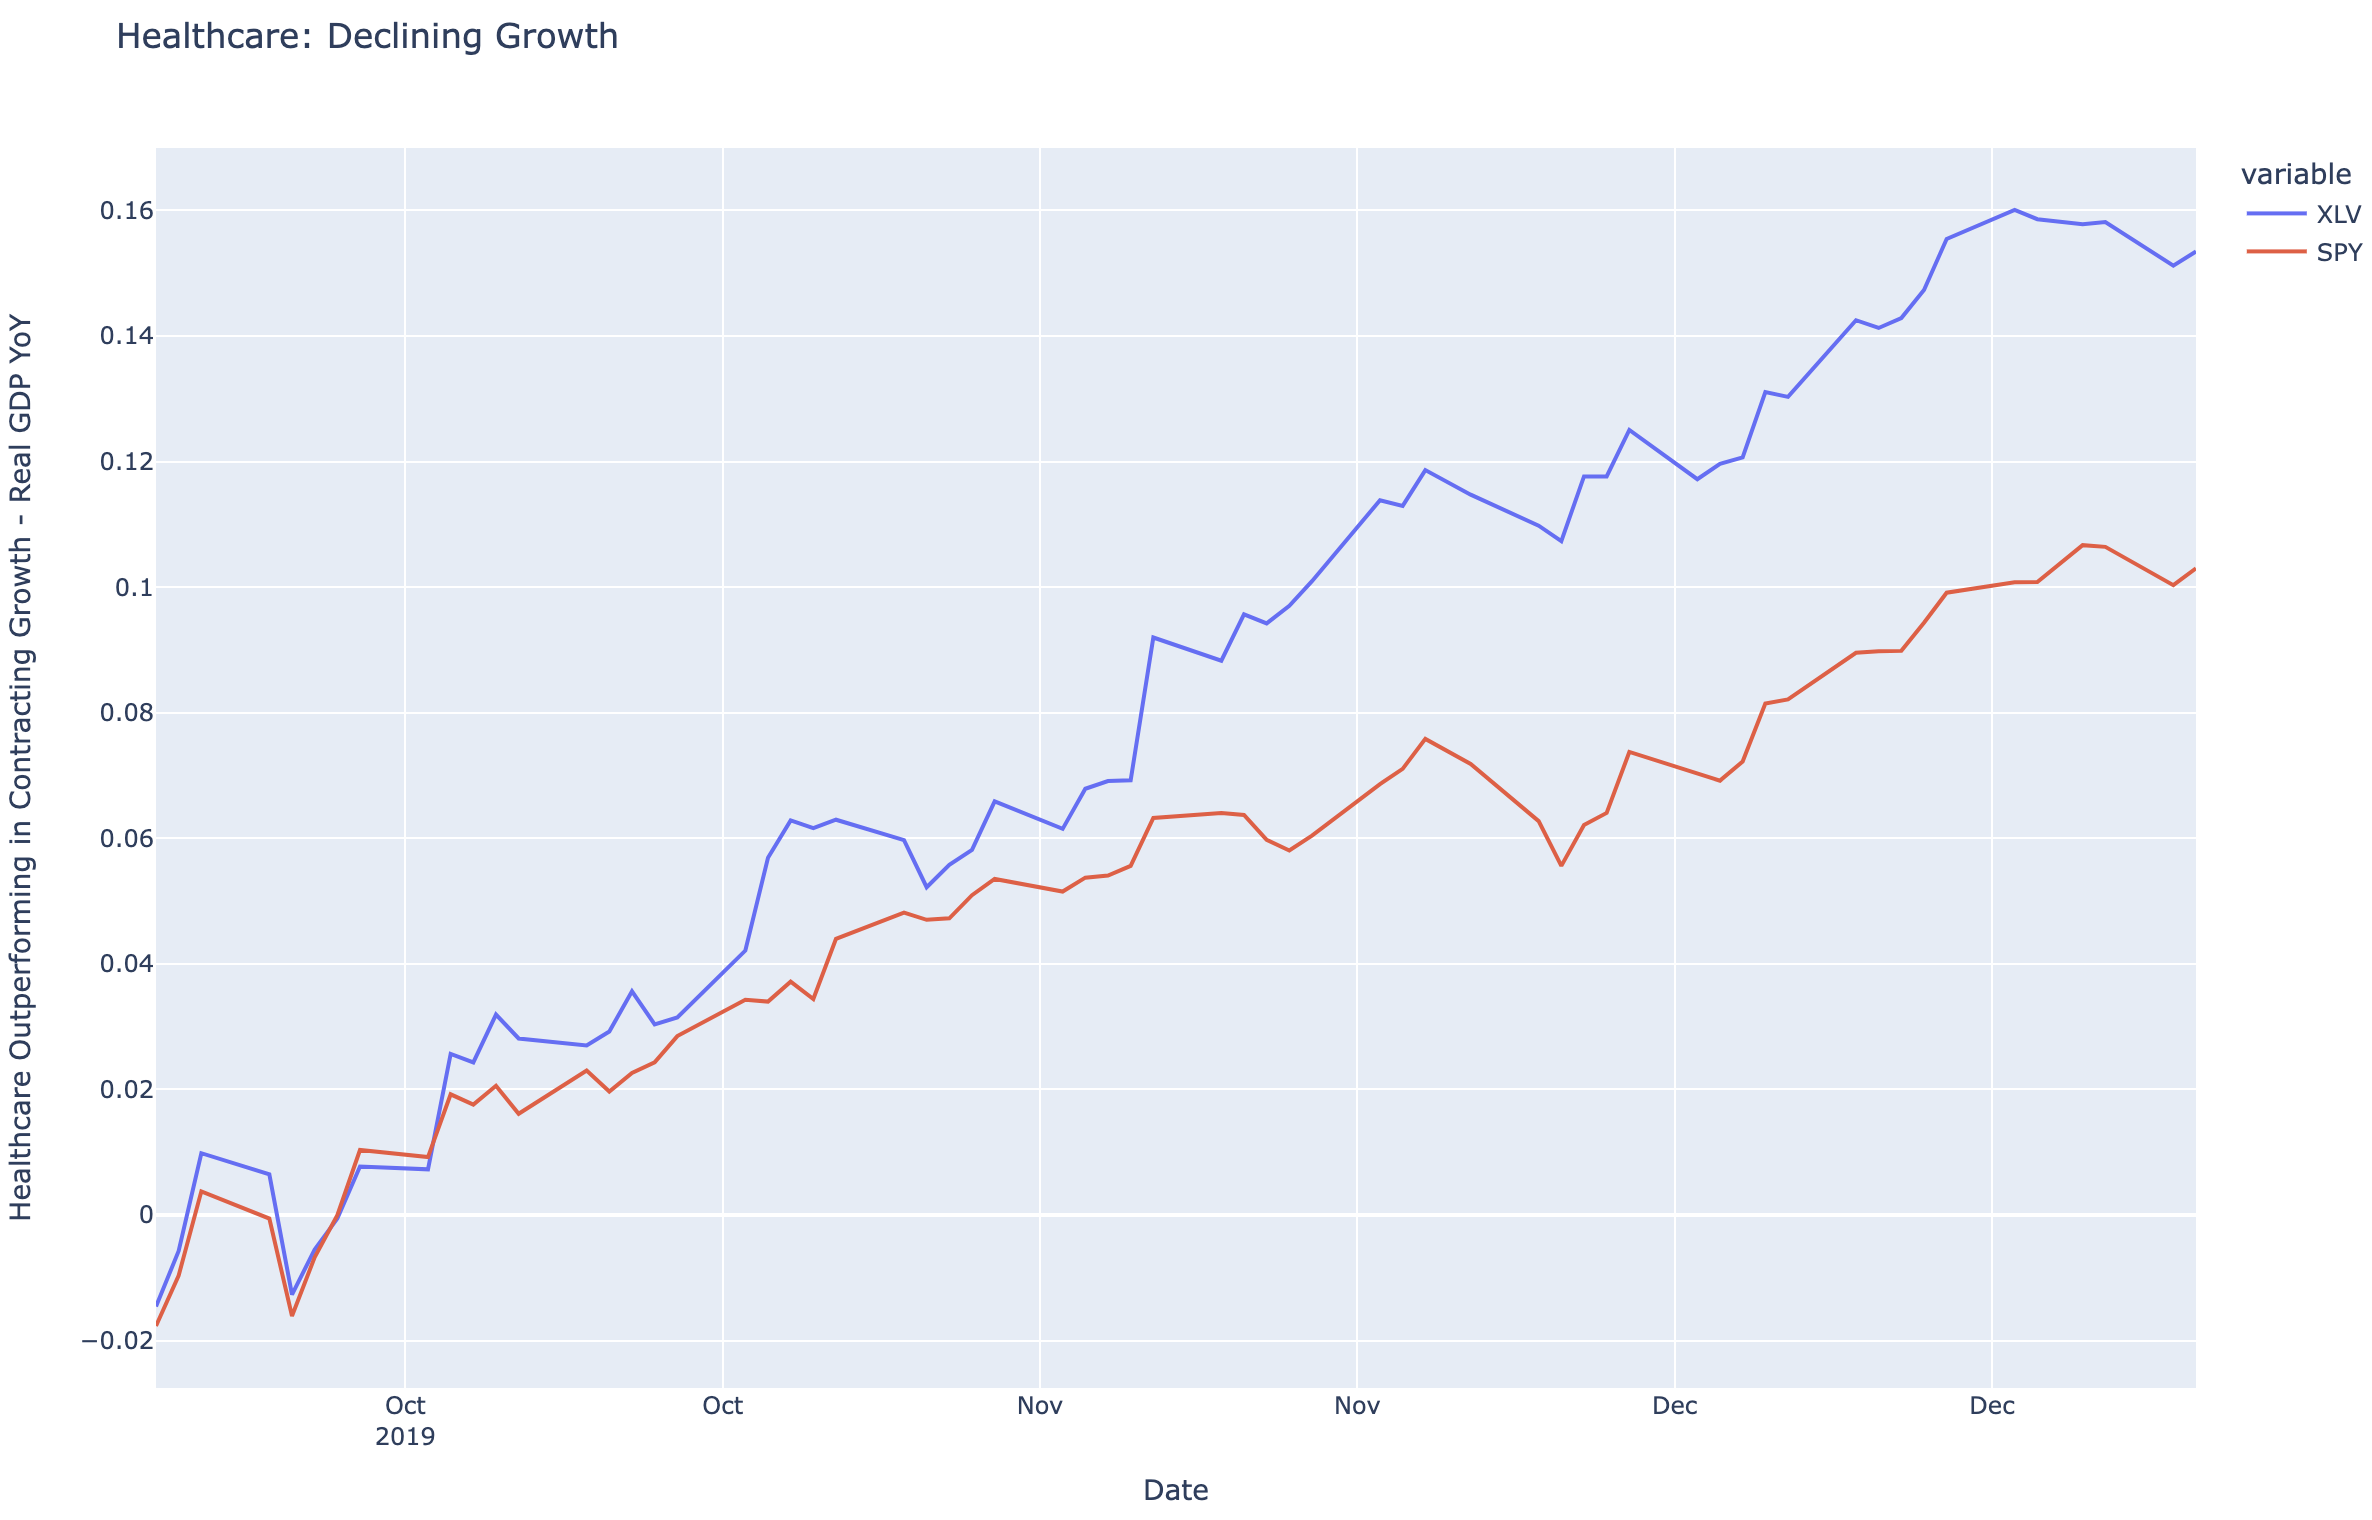 Healthcare: Declining Growth
variable
XLV
SPY
Healthcare Outperforming in Contracting Growth - Real GDP YoY
0.16
0.14
0.12
0.1
0.08
0.06
0.04
0.02
0
−0.02
Oct Oct Nov Nov Dec Dec
2019
Date